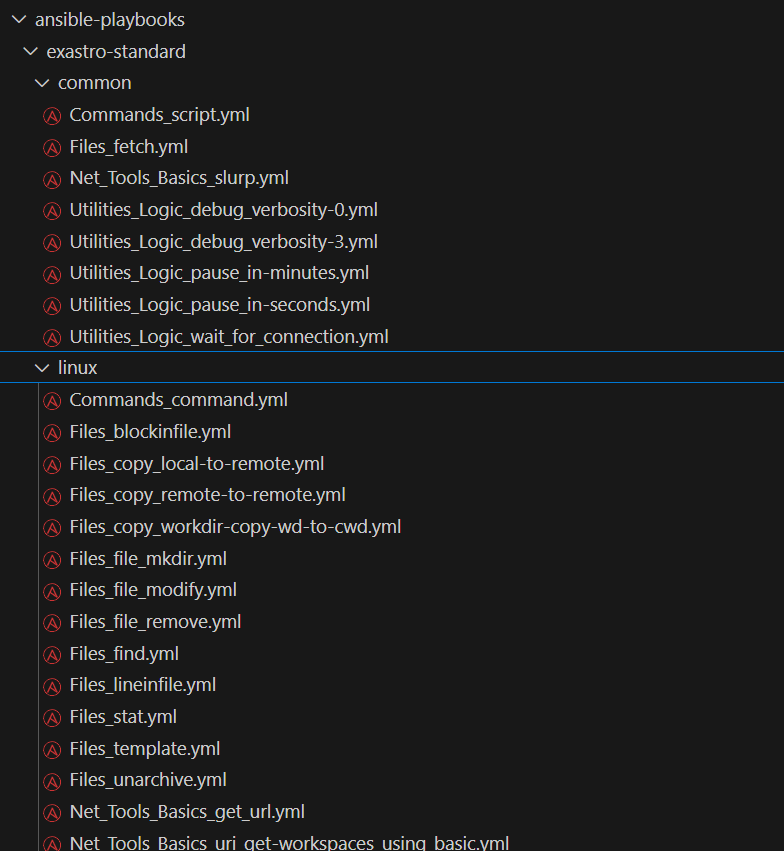 ansible-playbooks
exastro-standard
common
Commands_script.yml
Files_fetch.yml
Net_Tools_Basics_slurp.yml
Utilities_Logic_debug_verbosity-0.yml
Utilities_Logic_debug_verbosity-3.yml
Utilities_Logic_pause_in-minutes.yml
Utilities_Logic_pause_in-seconds.yml
Utilities_Logic_wait_for_connection.yml
linux
Commands_command.yml
Files_blockinfile.yml
Files_copy_local-to-remote.yml
Files_copy_remote-to-remote.yml
Files_copy_workdir-copy-wd-to-cwd.yml
Files_file_mkdir.yml
Files_file_modify.yml
Files_file_remove.yml
Files_find.yml
Files_lineinfile.yml
Files_stat.yml
Files_template.yml
Files_unarchive.yml
Net_Tools_Basics_get_url.yml
Net_Tools_Basics_uri_get-workspaces_using_basic.yml